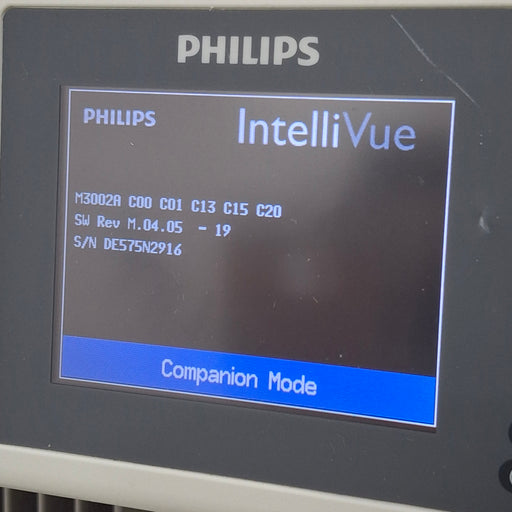 PHILIPS
PHILIPS
IntelliVue
M3002A C00 C01 C13 C15 C20
SW Rev M.04.05 - 19
S/N DE575N2916
Companion Mode